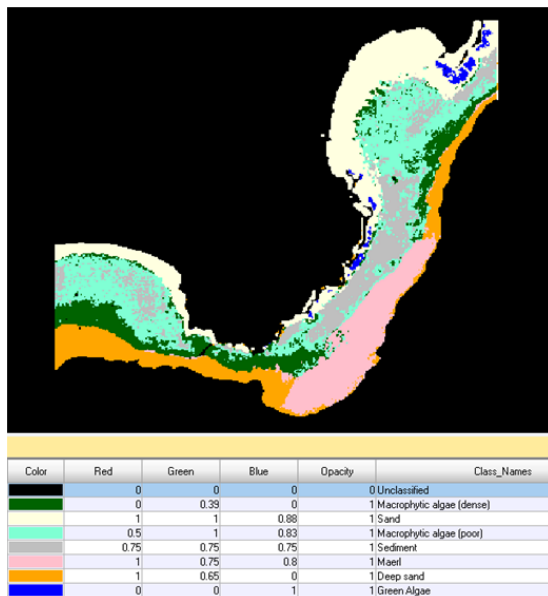 Color Red Green Blue Opacity Class_Names
0 0 0 0 Unclassified
0 0.39 0 1 Macrophytic algae (dense)
1 1 0.88 1 Sand
0.5 1 0.83 1 Macrophytic algae (poor)
0.75 0.75 0.75 1 Sediment
1 0.75 0.8 1 Maerl
1 0.65 0 1 Deep sand
0 0 1 1 Green Algae